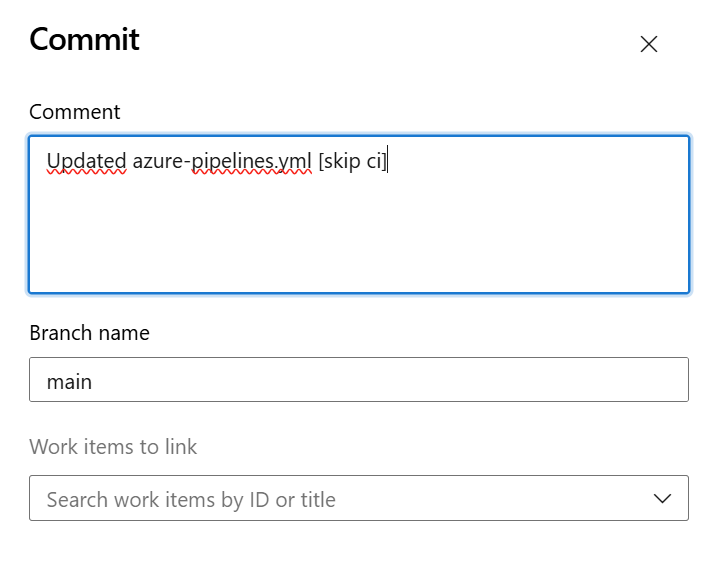 Commit
Comment
Updated azure-pipelines.yml [skip ci]
Branch name
main
Work items to link
Search work items by ID or title